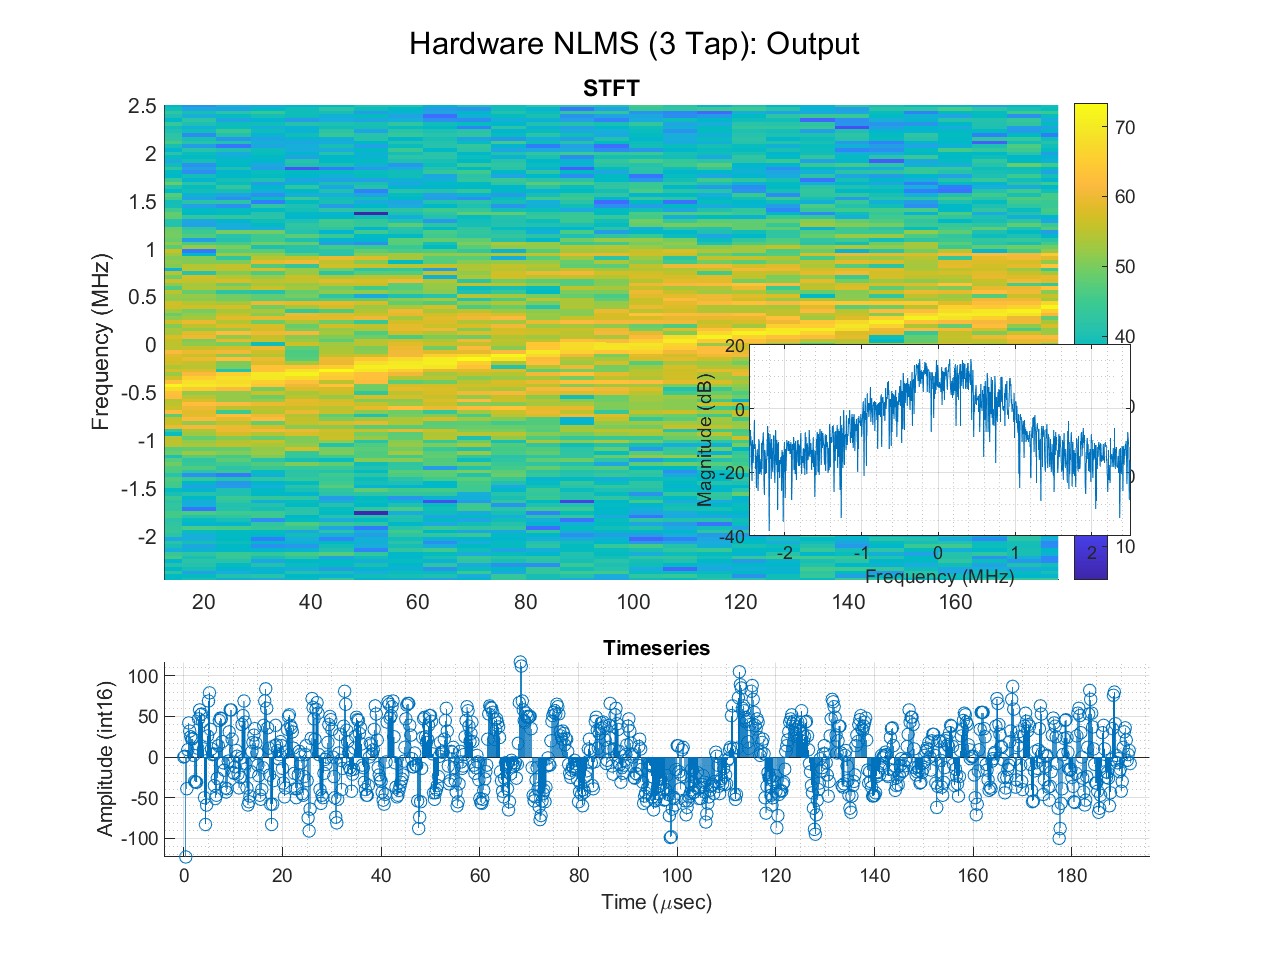 Hardware NLMS (3 Tap): Output
STFT
2.5
2
1.5
1
0.5
0
-0.5
-1
-1.5
-2
Frequency (MHz)
20 40 60 80 100 120 140 160
70
60
50
40
10
20
0
-20
-40
Magnitude (dB)
-2 -1 0 1 2
Frequency (MHz)
Timeseries
100
50
0
-50
-100
Amplitude (int16)
0 20 40 60 80 100 120 140 160 180
Time (μsec)